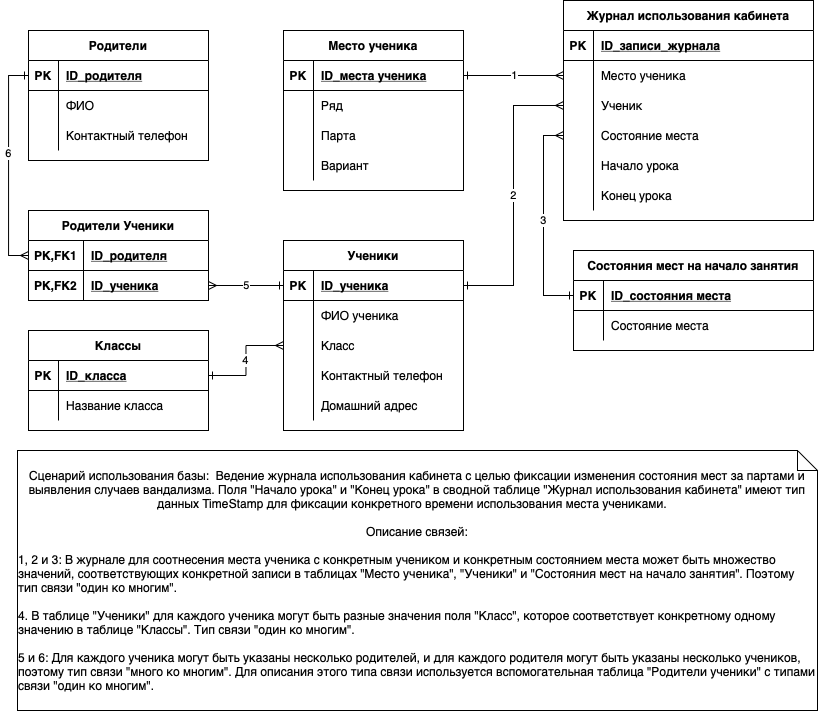 Родители
PK ID_родителя
ФИО
Контактный телефон
Место ученика
PK ID_места ученика
Ряд
Парта
Вариант
Журнал использования кабинета
PK ID_записи_журнала
Место ученика
Ученик
Состояние места
Начало урока
Конец урока
1
2
3
6
Родители Ученики
PK,FK1 ID_родителя
PK,FK2 ID_ученика
5
Ученики
PK ID_ученика
ФИО ученика
Класс
Контактный телефон
Домашний адрес
Состояния мест на начало занятия
PK ID_состояния места
Состояние места
Классы
PK ID_класса
Название класса
4
Сценарий использования базы: Ведение журнала использования кабинета с целью фиксации изменения состояния мест за партами и
выявления случаев вандализма. Поля "Начало урока" и "Конец урока" в сводной таблице "Журнал использования кабинета" имеют тип
данных TimeStamp для фиксации конкретного времени использования места учениками.
Описание связей:
1, 2 и 3: В журнале для соотнесения места ученика с конкретным учеником и конкретным состоянием места может быть множество
значений, соответствующих конкретной записи в таблицах "Место ученика", "Ученики" и "Состояния мест на начало занятия". Поэтому
тип связи "один ко многим".
4. В таблице "Ученики" для каждого ученика могут быть разные значения поля "Класс", которое соответствует конкретному одному
значению в таблице "Классы". Тип связи "один ко многим".
5 и 6: Для каждого ученика могут быть указаны несколько родителей, и для каждого родителя могут быть указаны несколько учеников,
поэтому тип связи "много ко многим". Для описания этого типа связи используется вспомогательная таблица "Родители ученики" с типами
связи "один ко многим".